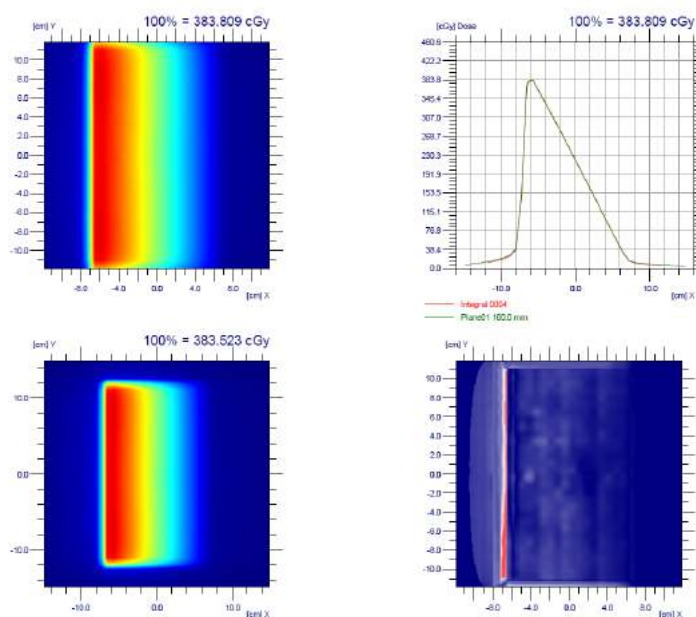 100% = 383.809 cGy
[cm] Y
10.0
8.0
6.0
4.0
2.0
0.0
-2.0
-4.0
-6.0
-8.0
-10.0
-8.0 -4.0 0.0 4.0 8.0 12.0
[cm] X
[cGy] Dose 100% = 383.809 cGy
460.6
422.2
383.8
345.4
307.0
268.7
230.3
191.9
153.5
115.1
76.8
38.4
0.0
-10.0 0.0 10.0
[cm] X
Integral 0004
Plane01 100.0 mm
100% = 383.523 cGy
[cm] Y
10.0
0.0
-10.0
-10.0 0.0 10.0
[cm] X
[cm] Y
10.0
8.0
6.0
4.0
2.0
0.0
-2.0
-4.0
-6.0
-8.0
-10.0
-8.0 -4.0 0.0 4.0 8.0 12.0
[cm] X